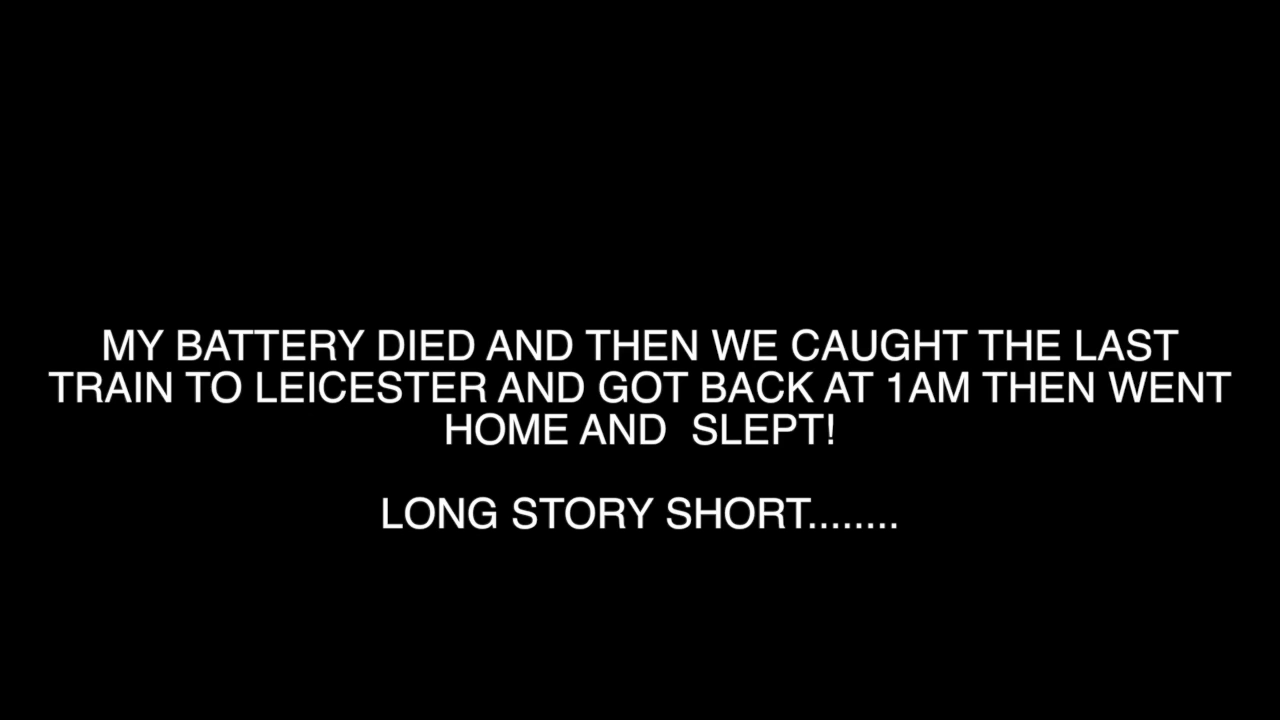 MY BATTERY DIED AND THEN WE CAUGHT THE LAST
TRAIN TO LEICESTER AND GOT BACK AT 1AM THEN WENT
HOME AND  SLEPT!
LONG STORY SHORT........